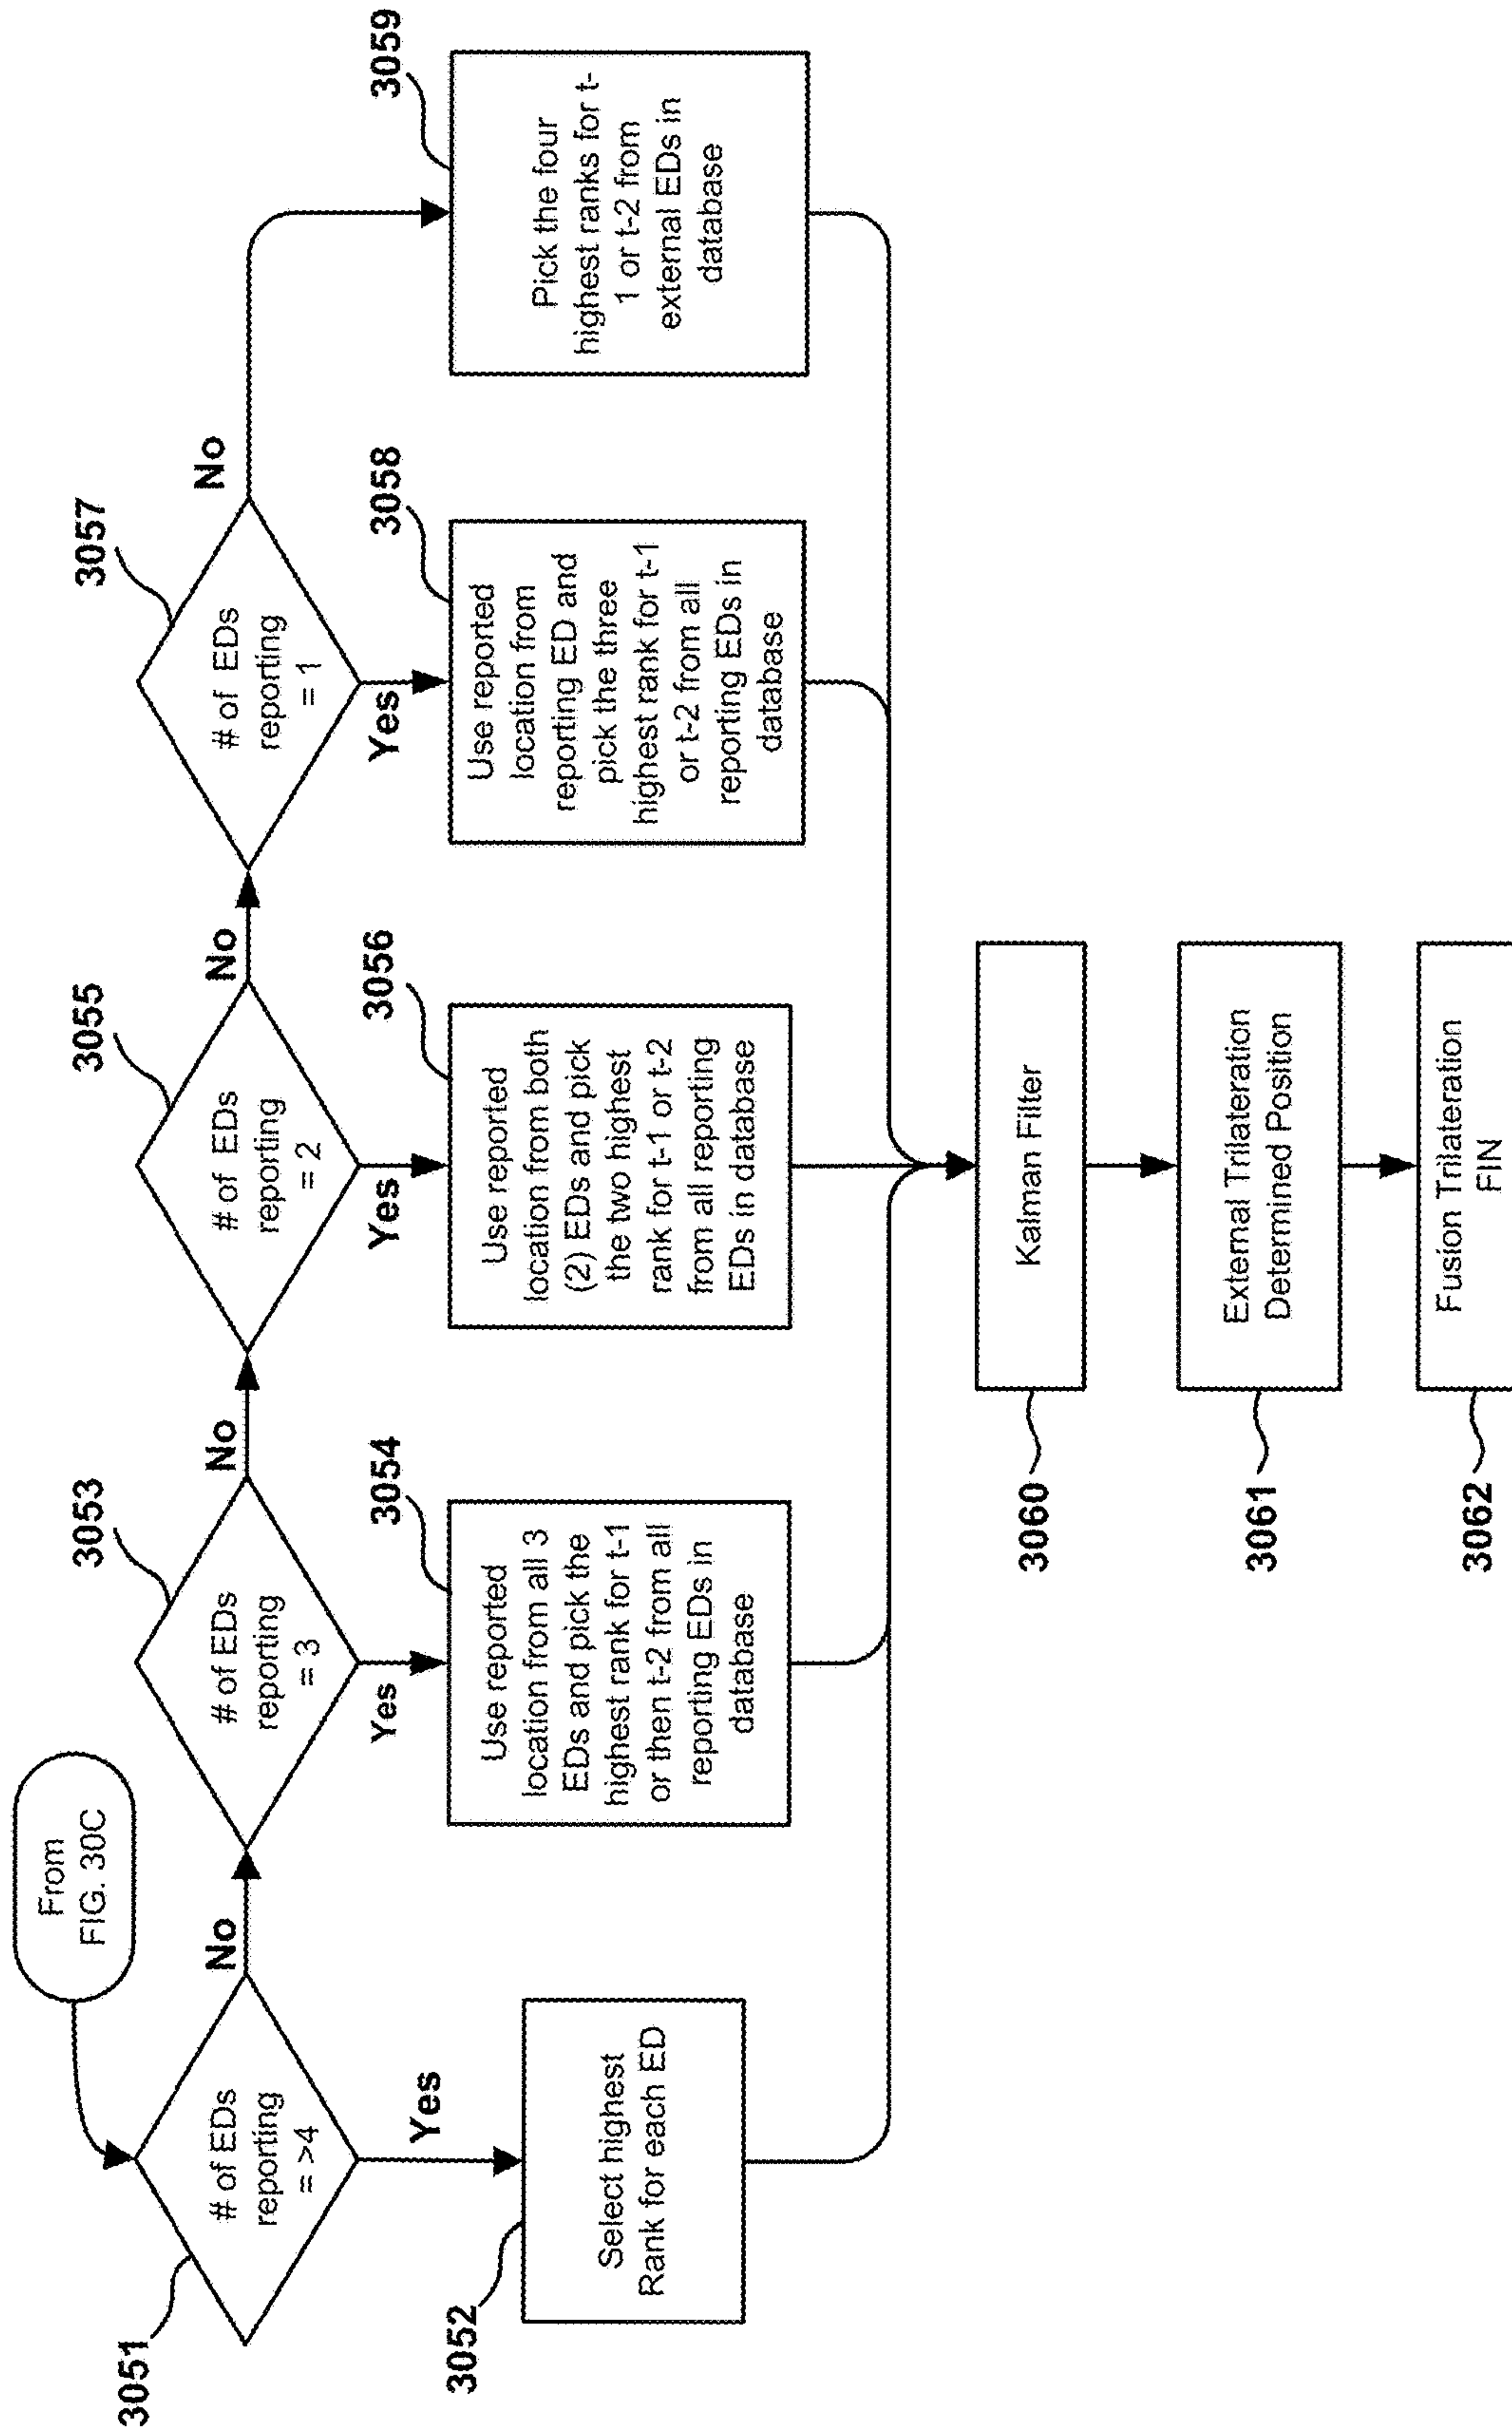 From
FIG. 30C
3051
# of EDs
reporting
= >4
No
Yes
3052
Select highest
Rank for each ED
3053
# of EDs
reporting
= 3
No
Yes
3054
Use reported
location from all 3
EDs and pick the
highest rank for t-1
or then t-2 from all
reporting EDs in
database
3055
# of EDs
reporting
= 2
No
Yes
3056
Use reported
location from both
(2) EDs and pick
the two highest
rank for t-1 or t-2
from all reporting
EDs in database
3057
# of EDs
reporting
= 1
No
Yes
3058
Use reported
location from
reporting ED and
pick the three
highest rank for t-1
or t-2 from all
reporting EDs in
database
3059
Pick the four
highest ranks for t-
1 or t-2 from
external EDs in
database
3060
Kalman Filter
3061
External Trilateration
Determined Position
3062
Fusion Trilateration
FIN